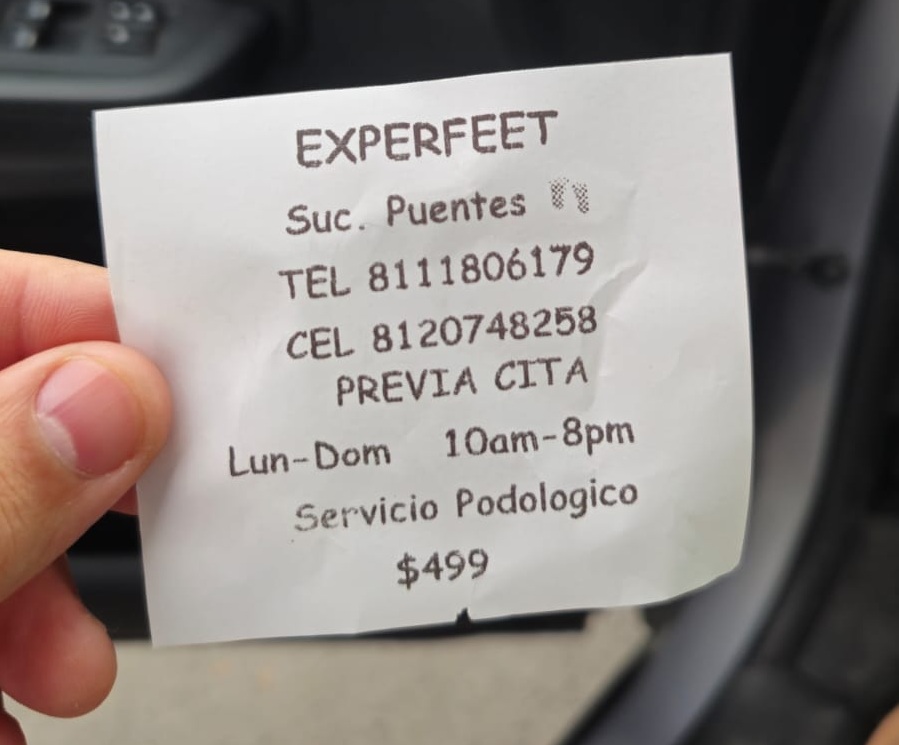 EXPERFEET
Suc. Puentes 👣
TEL 8111806179
CEL 8120748258
PREVIA CITA
Lun-Dom 10am-8pm
Servicio Podologico
$499